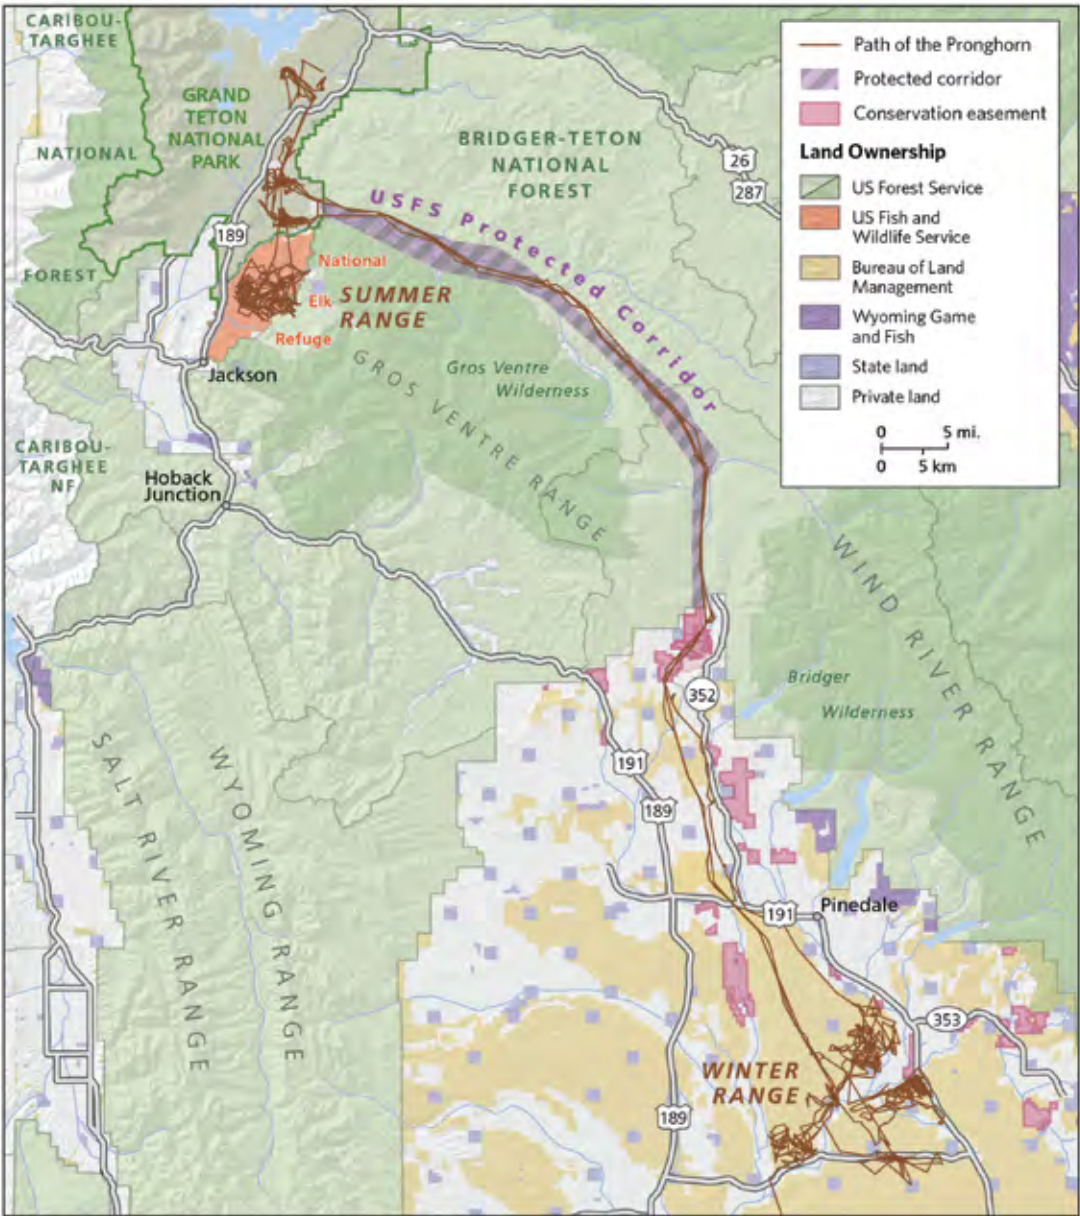 CARIBOU-
TARGHEE
NATIONAL
FOREST
GRAND
TETON
NATIONAL
PARK
BRIDGER-TETON
NATIONAL
FOREST
26
287
189
USFS Protected Corridor
National
Elk
Refuge
SUMMER
RANGE
Jackson
Gros Ventre
Wilderness
GROS VENTRE RANGE
CARIBOU-
TARGHEE
NF
Hoback
Junction
WIND RIVER RANGE
Bridger
Wilderness
352
191
189
SALT RIVER RANGE
WYOMING RANGE
191
Pinedale
353
WINTER
RANGE
189
Path of the Pronghorn
Protected corridor
Conservation easement
Land Ownership
US Forest Service
US Fish and
Wildlife Service
Bureau of Land
Management
Wyoming Game
and Fish
State land
Private land
0 5 mi.
0 5 km